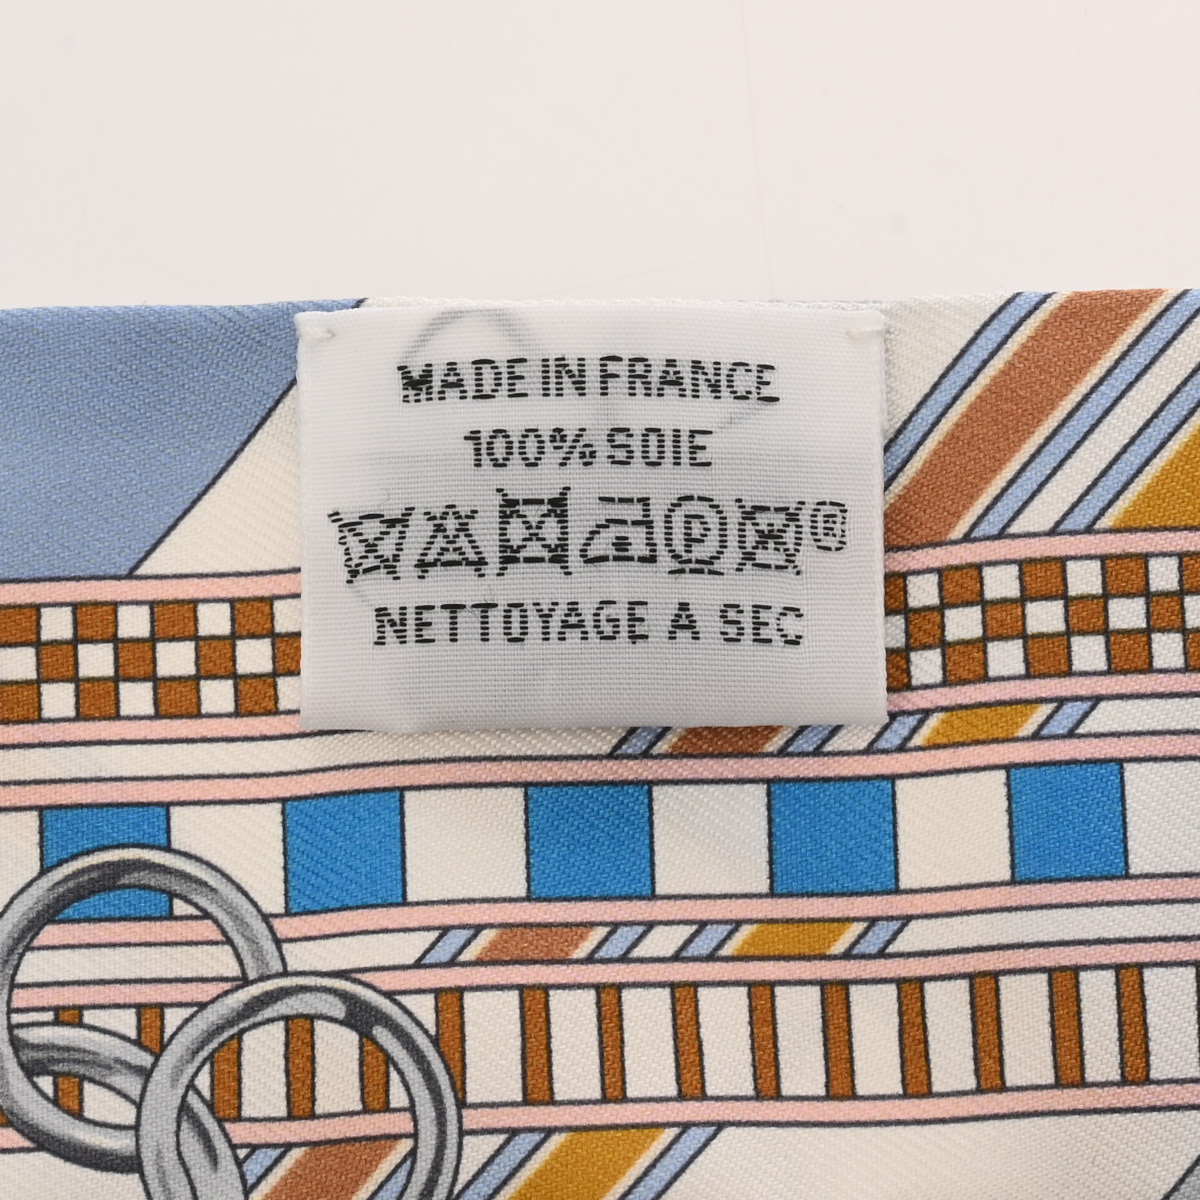 MADE IN FRANCE
100% SOIE
P ®
NETTOYAGE A SEC